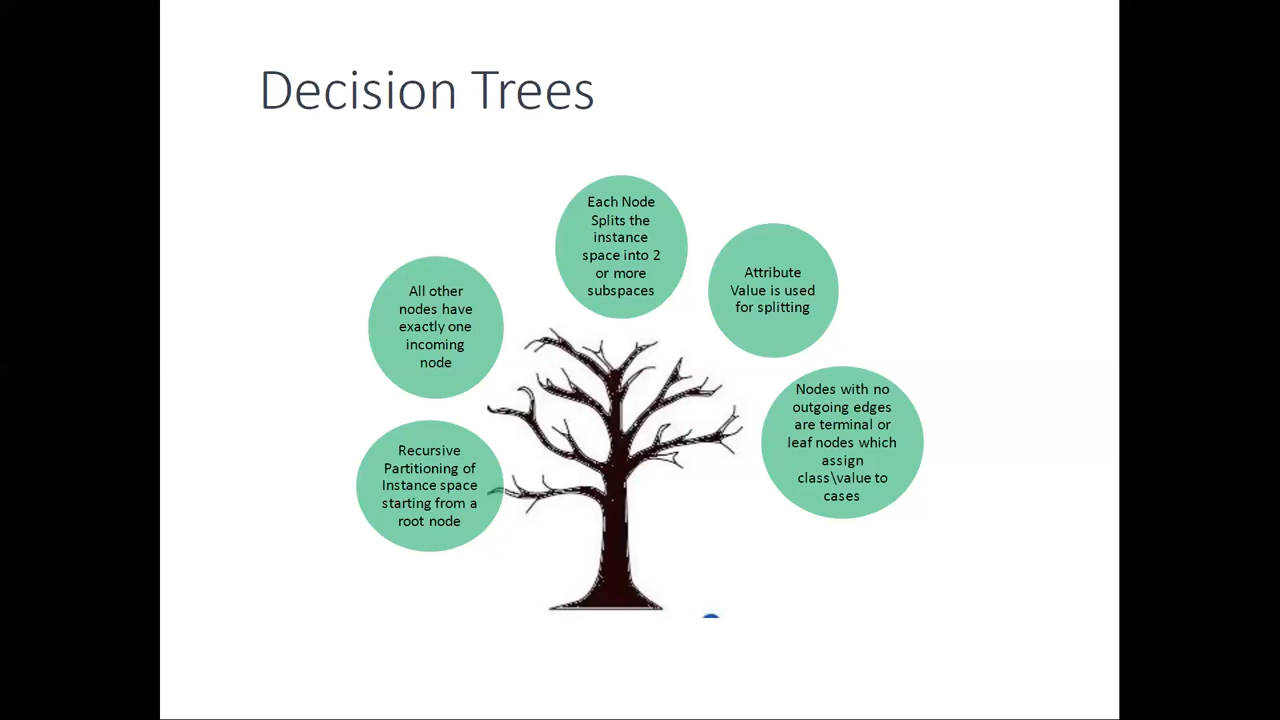 Decision Trees
Each Node
Splits the
instance
space into 2
or more
subspaces
Attribute
Value is used
for splitting
All other
nodes have
exactly one
incoming
node
Nodes with no
outgoing edges
are terminal or
leaf nodes which
assign
class\value to
cases
Recursive
Partitioning of
Instance space
starting from a
root node